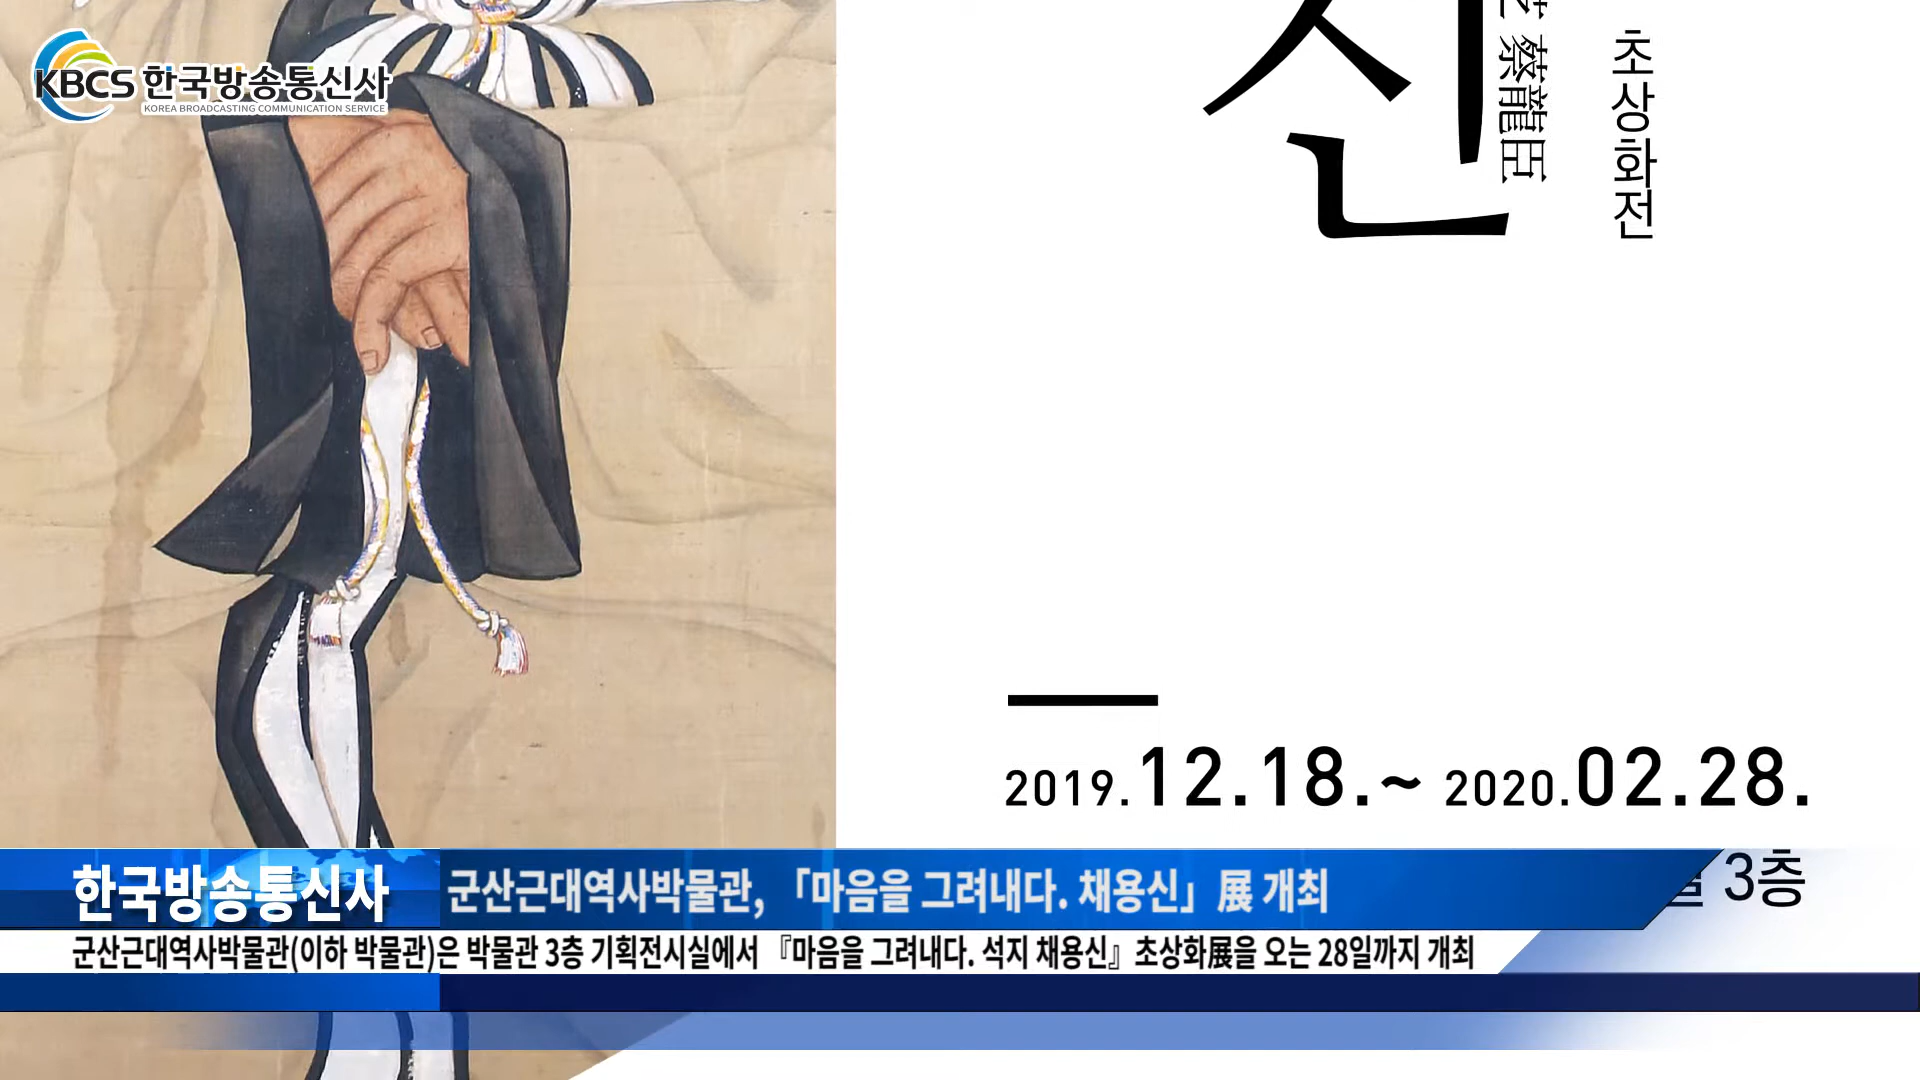 KBCS 한국방송통신사
KOREA BROADCASTING COMMUNICATION SERVICE
신
蔡龍臣
초상화전
2019.12.18.~ 2020.02.28.
3층
한국방송통신사
군산근대역사박물관, 「마음을 그려내다. 채용신」展 개최
군산근대역사박물관(이하 박물관)은 박물관 3층 기획전시실에서 『마음을 그려내다. 석지 채용신』초상화展을 오는 28일까지 개최